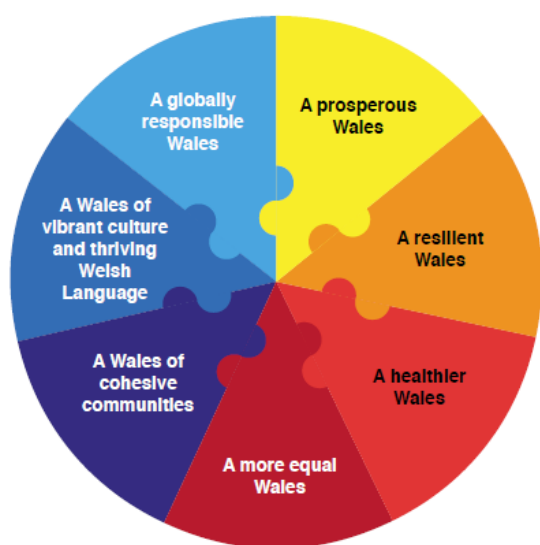 A prosperous
Wales
A resilient
Wales
A healthier
Wales
A more equal
Wales
A Wales of
cohesive
communities
A Wales of
vibrant culture
and thriving
Welsh
Language
A globally
responsible
Wales